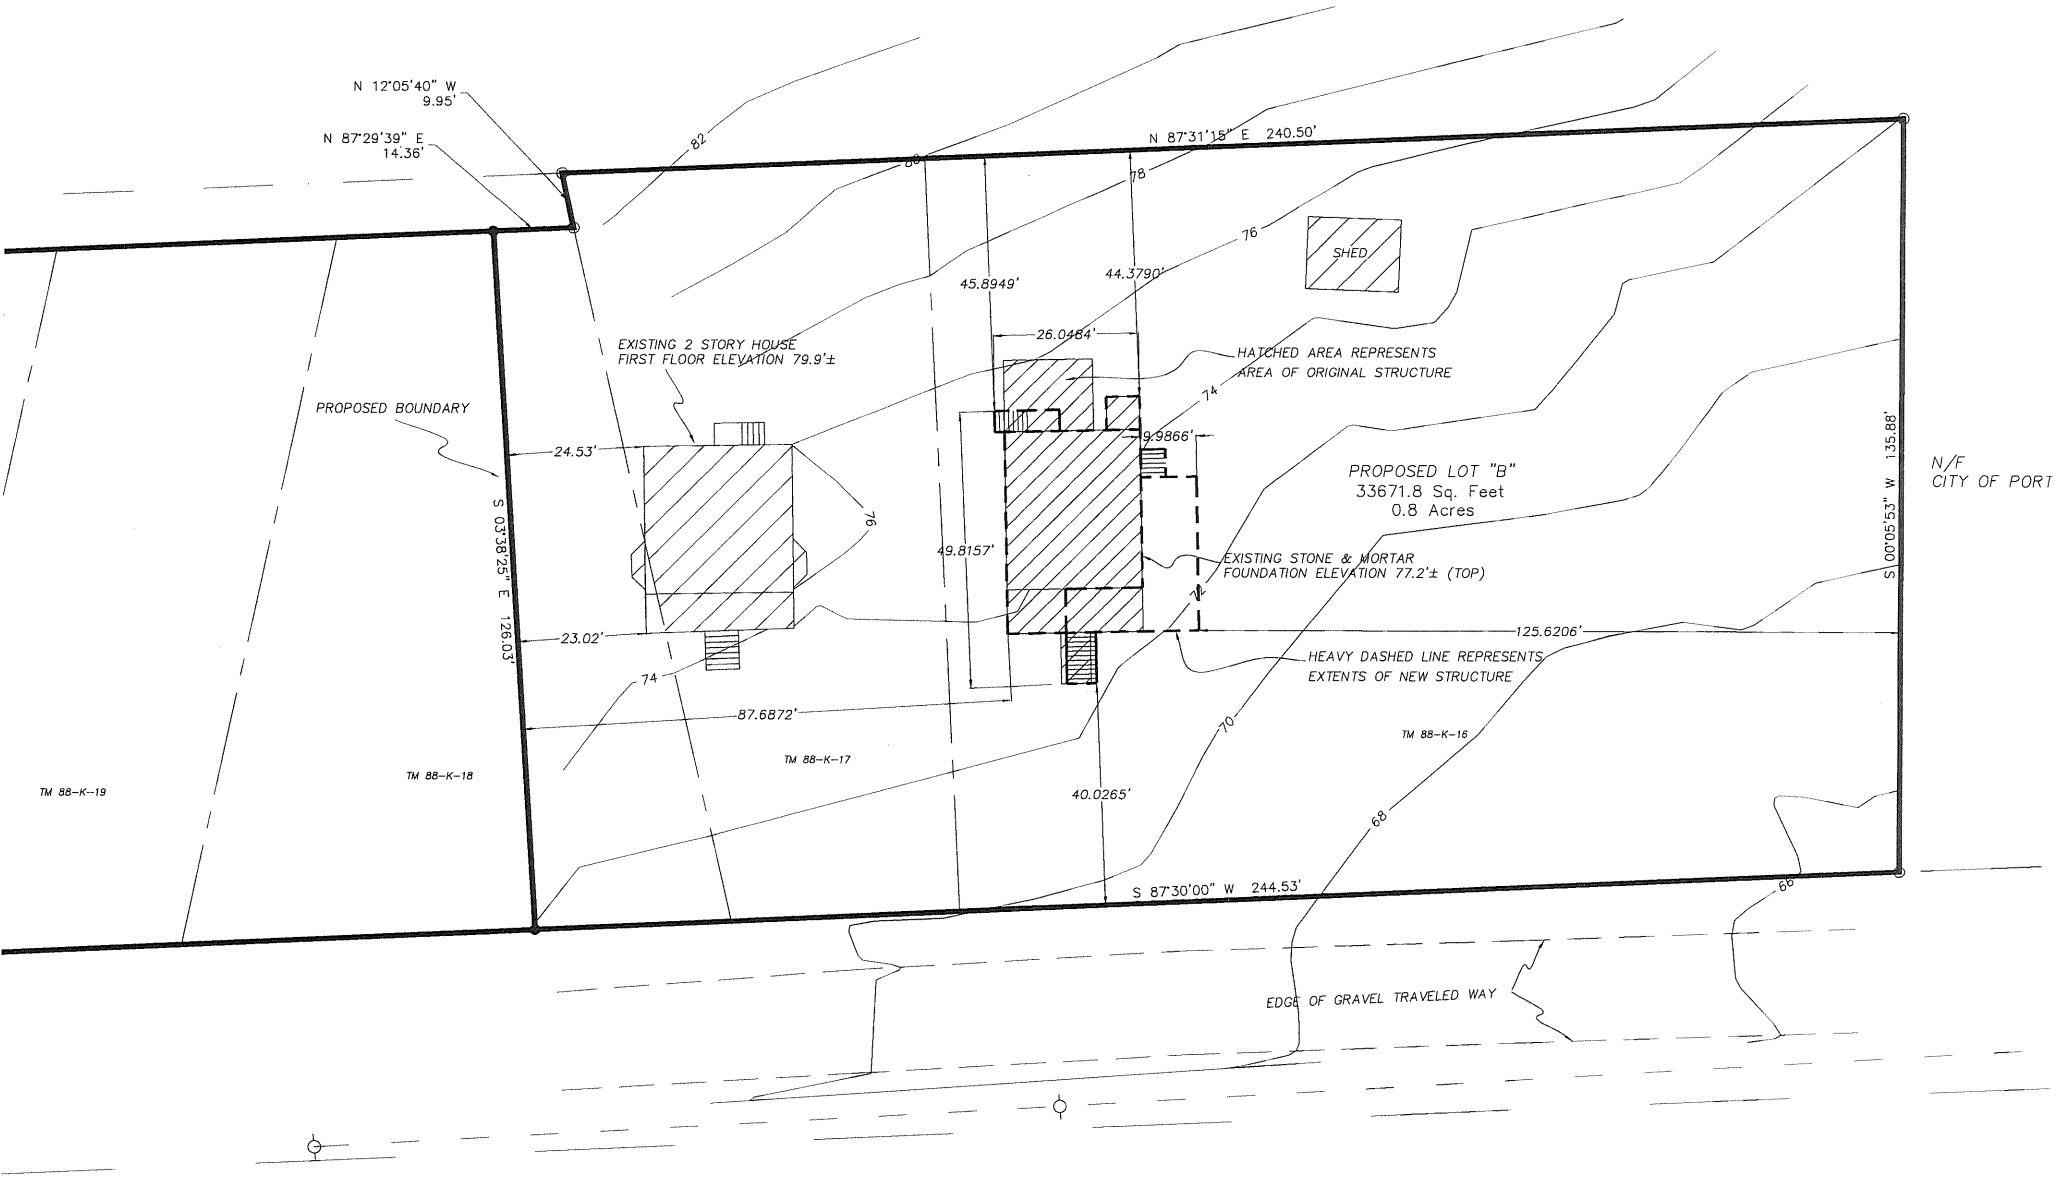 N 12°05'40" W
9.95'
N 87°29'39" E
14.36'
82
80
N 87°31'15" E 240.50'
78
76
SHED
45.8949'
44.3790'
26.0484'
EXISTING 2 STORY HOUSE
FIRST FLOOR ELEVATION 79.9'±
HATCHED AREA REPRESENTS
AREA OF ORIGINAL STRUCTURE
74
PROPOSED BOUNDARY
24.53'
9.9866'
PROPOSED LOT "B"
33671.8 Sq. Feet
0.8 Acres
N/F
CITY OF PORT
S 00°05'53" W 135.88'
S 03°38'25" E 126.03'
76
49.8157'
EXISTING STONE & MORTAR
FOUNDATION ELEVATION 77.2'± (TOP)
72
23.02'
125.6206'
HEAVY DASHED LINE REPRESENTS
EXTENTS OF NEW STRUCTURE
74
87.6872'
70
TM 88-K-16
TM 88-K-17
TM 88-K-18
TM 88-K--19
40.0265'
68
S 87°30'00" W 244.53'
66
EDGE OF GRAVEL TRAVELED WAY